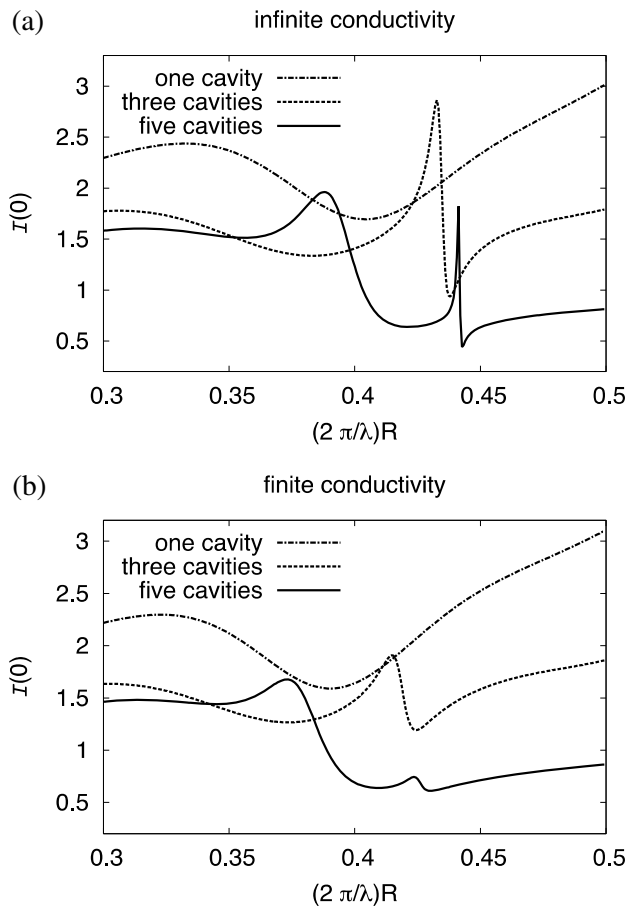 (a)
infinite conductivity
one cavity
three cavities
five cavities
3
2.5
2
1.5
1
0.5
I(0)
0.3
0.35
0.4
0.45
0.5
(2 π/λ)R
(b)
finite conductivity
one cavity
three cavities
five cavities
3
2.5
2
1.5
1
0.5
I(0)
0.3
0.35
0.4
0.45
0.5
(2 π/λ)R